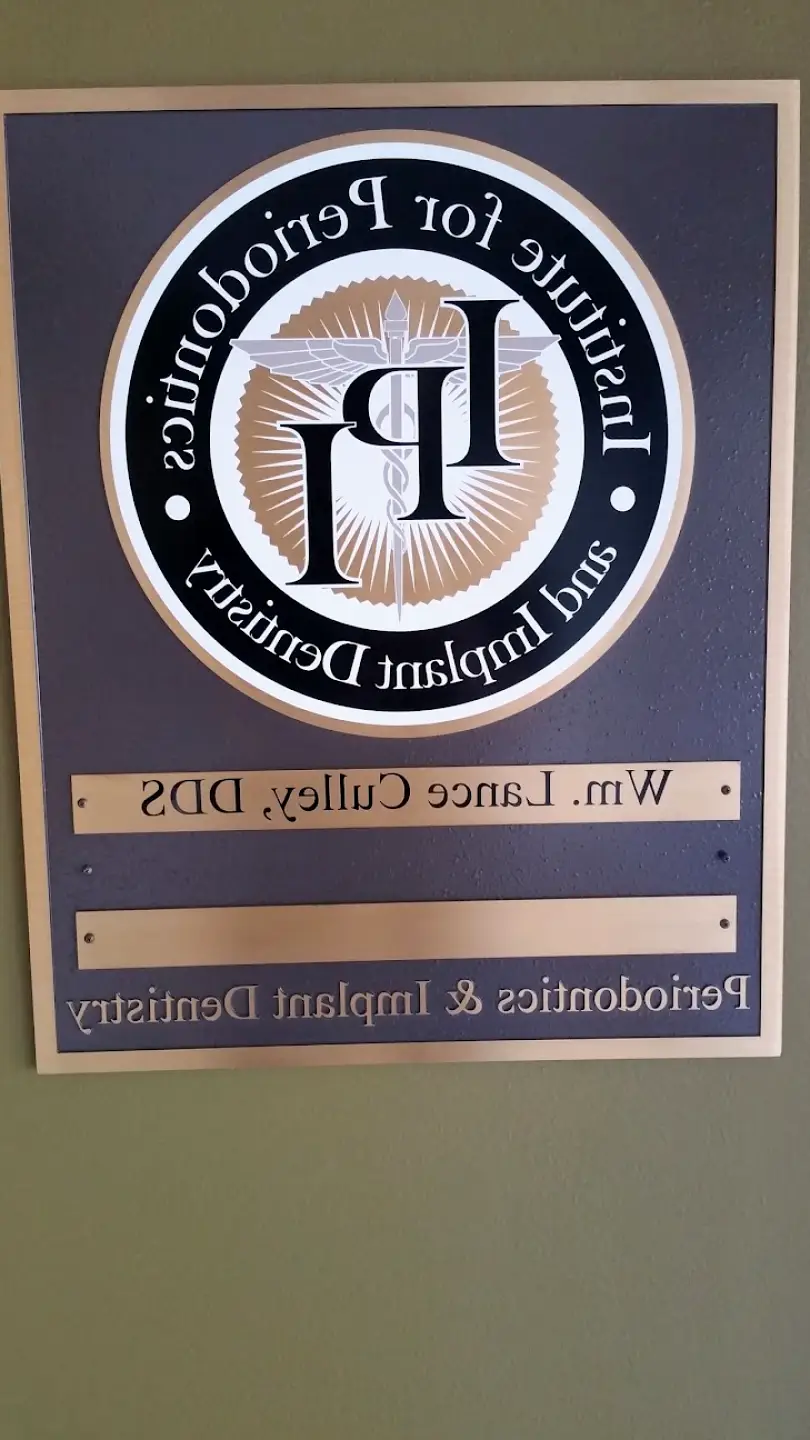 Institute for Periodontics
and Implant Dentistry
IPI
Wm. Lance Culley, DDS
Periodontics & Implant Dentistry